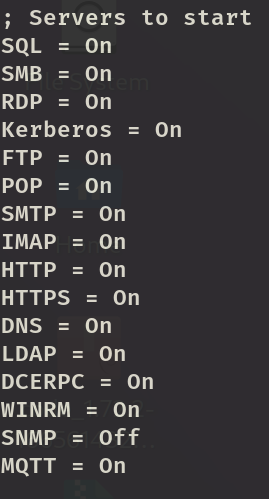 ; Servers to start
SQL = On
SMB = On
RDP = On
Kerberos = On
FTP = On
POP = On
SMTP = On
IMAP = On
HTTP = On
HTTPS = On
DNS = On
LDAP = On
DCERPC = On
WINRM = On
SNMP = Off
MQTT = On